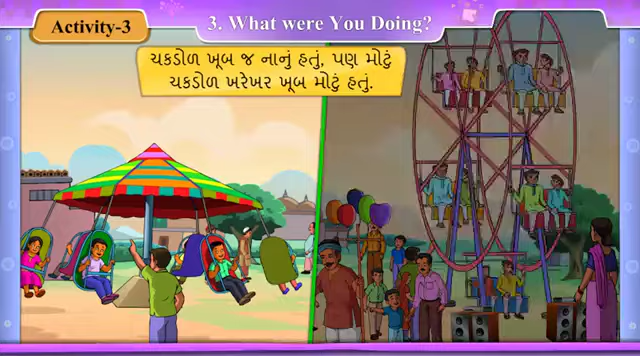 Activity-3
3. What were You Doing?
ચકડોળ ખૂબ જ નાનું હતું, પણ મોટું
ચકડોળ ખરેખર ખૂબ મોટું હતું.